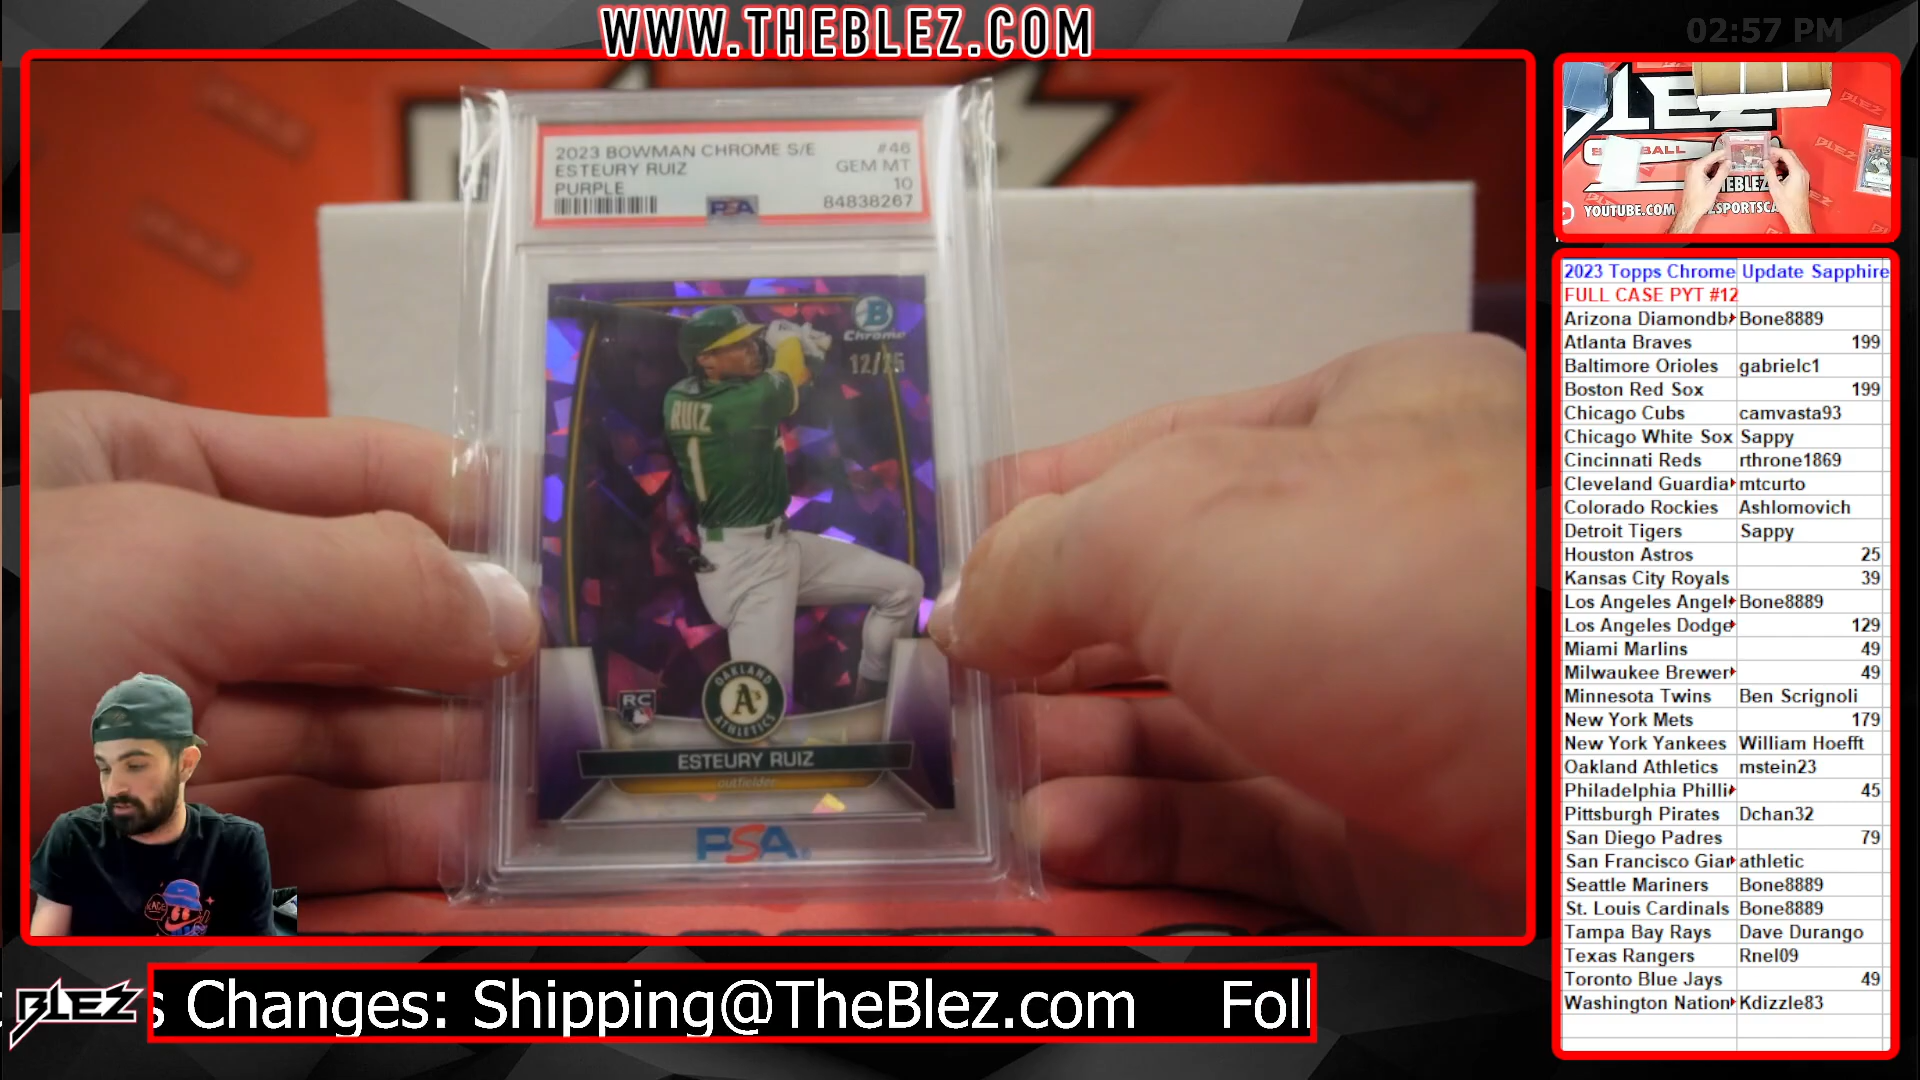 WWW.THEBLEZ.COM
02:57 PM
2023 BOWMAN CHROME S/E #46
ESTEURY RUIZ GEM MT
PURPLE 10
84838267
PSA
B
Chrome
12/25
RUIZ
1
RC
OAKLAND
A's
ATHLETICS
ESTEURY RUIZ
outfielder
PSA
BLEZ
BLEZ
BALL
BLEZ
THEBLEZ
YOUTUBE.COM
2023 Topps Chrome Update Sapphire
FULL CASE PYT #12
Arizona Diamondb Bone8889
Atlanta Braves 199
Baltimore Orioles gabrielc1
Boston Red Sox 199
Chicago Cubs camvasta93
Chicago White Sox Sappy
Cincinnati Reds rthrone1869
Cleveland Guardia mtcurto
Colorado Rockies Ashlomovich
Detroit Tigers Sappy
Houston Astros 25
Kansas City Royals 39
Los Angeles Angel Bone8889
Los Angeles Dodge 129
Miami Marlins 49
Milwaukee Brewer 49
Minnesota Twins Ben Scrignoli
New York Mets 179
New York Yankees William Hoefft
Oakland Athletics mstein23
Philadelphia Philli 45
Pittsburgh Pirates Dchan32
San Diego Padres 79
San Francisco Giar athletic
Seattle Mariners Bone8889
St. Louis Cardinals Bone8889
Tampa Bay Rays Dave Durango
Texas Rangers Rnel09
Toronto Blue Jays 49
Washington Nation Kdizzle83
BLEZ
s Changes: Shipping@TheBlez.com Foll